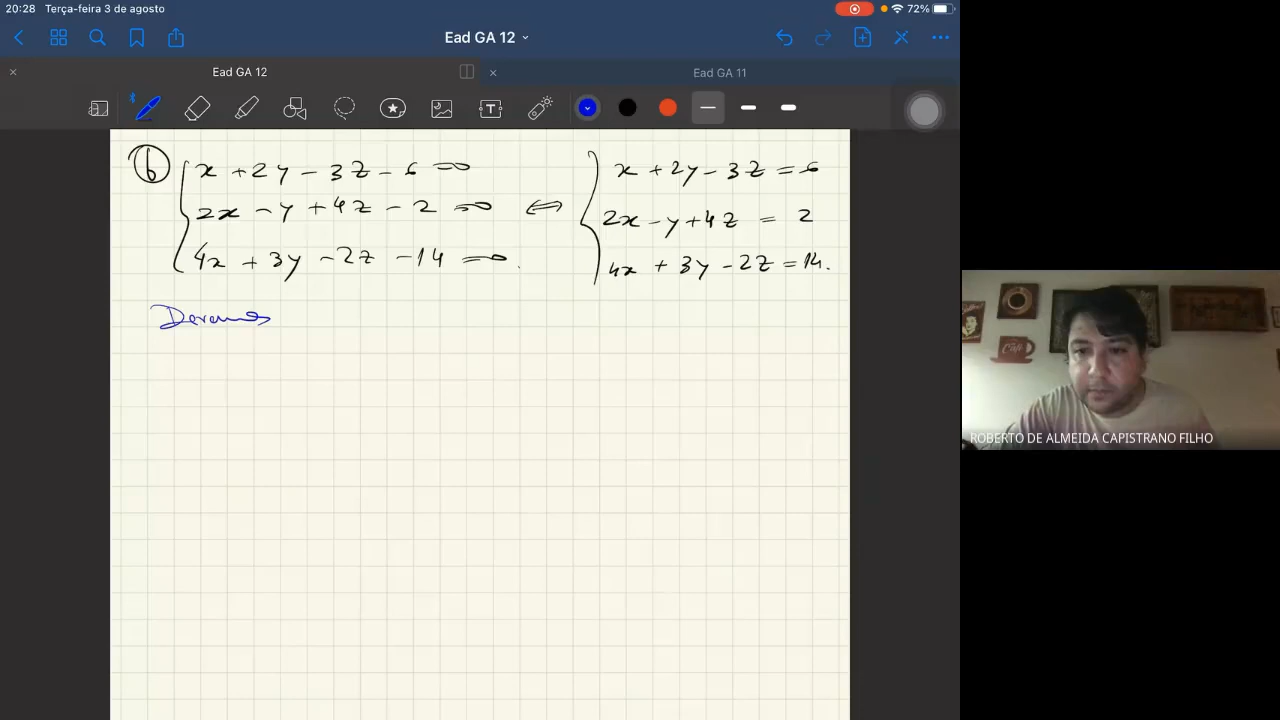 20:28 Terça-feira 3 de agosto
72%
Ead GA 12
Ead GA 12
Ead GA 11
b
x + 2y - 3z - 6 = 0
2x - y + 4z - 2 = 0
4x + 3y - 2z - 14 = 0.
⇔
x + 2y - 3z = 6
2x - y + 4z = 2
4x + 3y - 2z = 14.
Devemos
CAFÉ
ROBERTO DE ALMEIDA CAPISTRANO FILHO